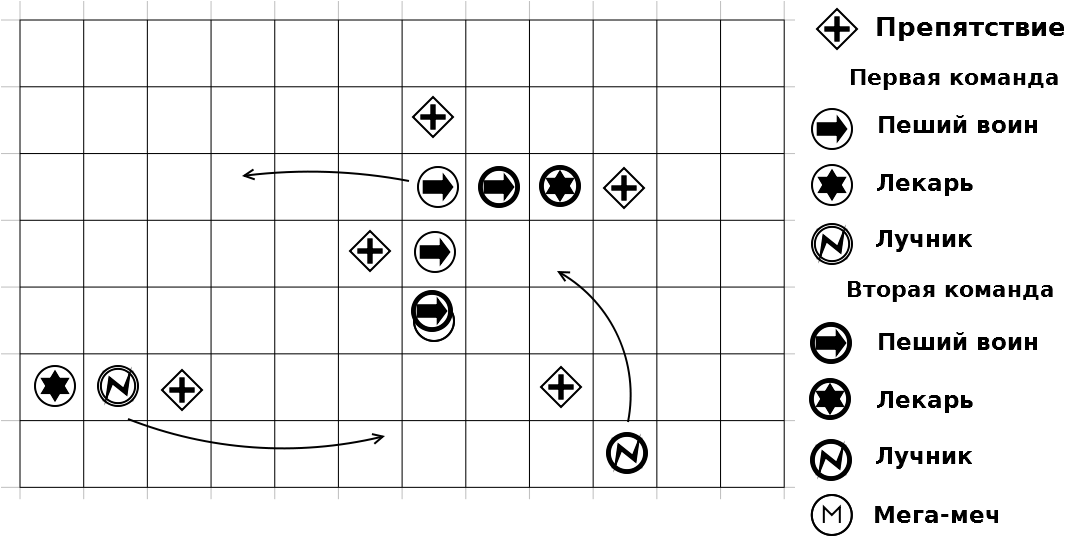 Препятствие
Первая команда
Пеший воин
Лекарь
Лучник
Вторая команда
Пеший воин
Лекарь
Лучник
М Мега-меч